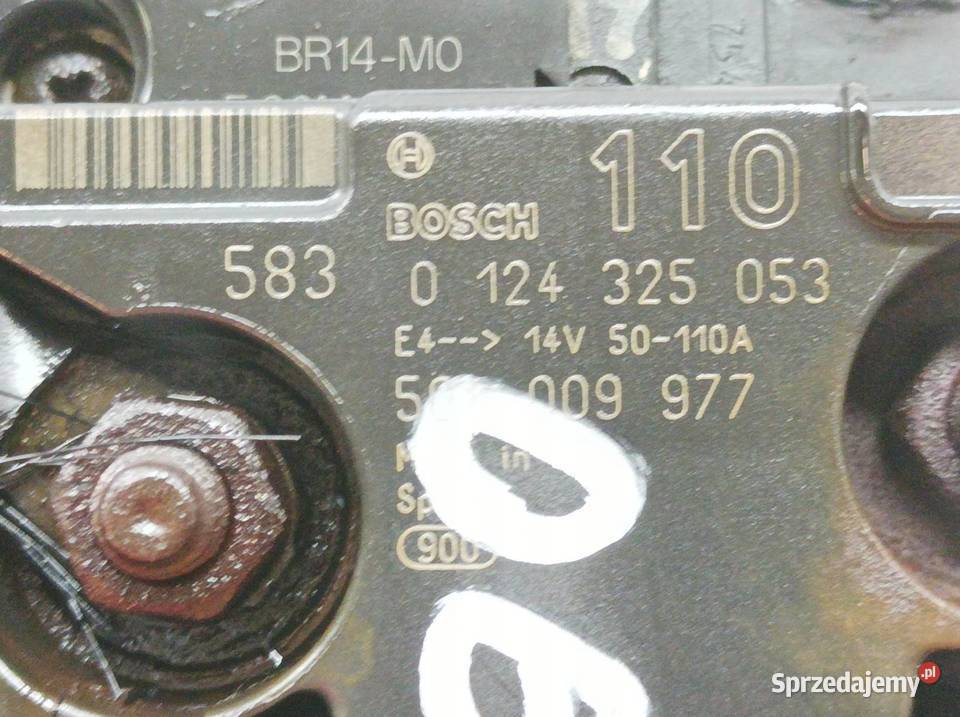 BR14-M0
H
BOSCH
110
583
0 124 325 053
E4--> 14V 50-110A
009 977
in
900
Sprzedajemy.pl